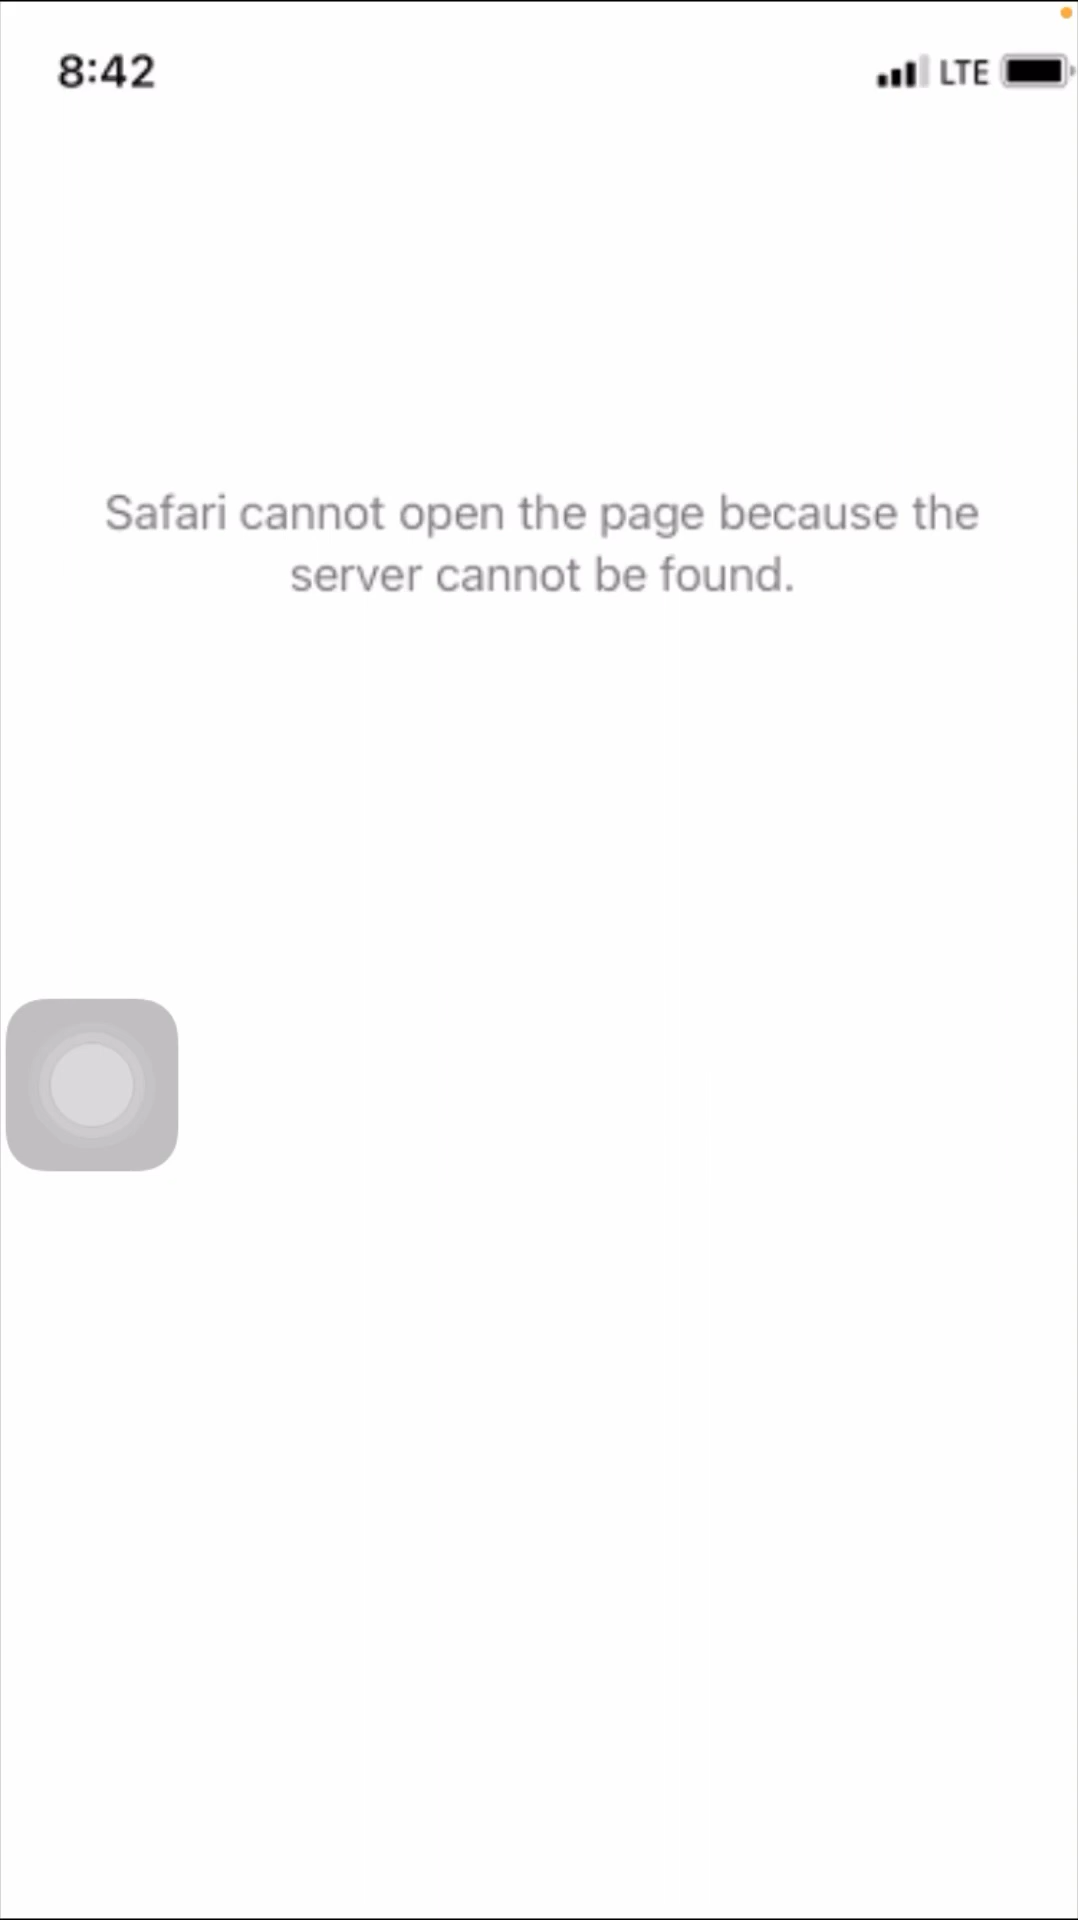 8:42 LTE
Safari cannot open the page because the
server cannot be found.